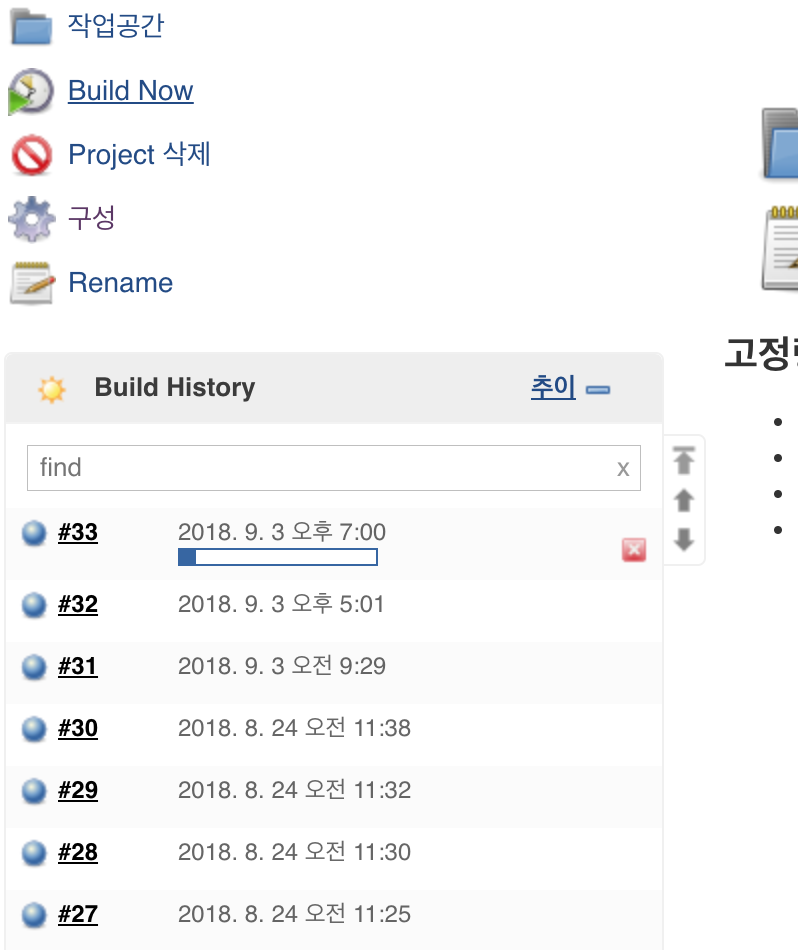 작업공간
Build Now
Project 삭제
구성
Rename
Build History 추이
find x
#33 2018. 9. 3 오후 7:00
#32 2018. 9. 3 오후 5:01
#31 2018. 9. 3 오전 9:29
#30 2018. 8. 24 오전 11:38
#29 2018. 8. 24 오전 11:32
#28 2018. 8. 24 오전 11:30
#27 2018. 8. 24 오전 11:25
고정